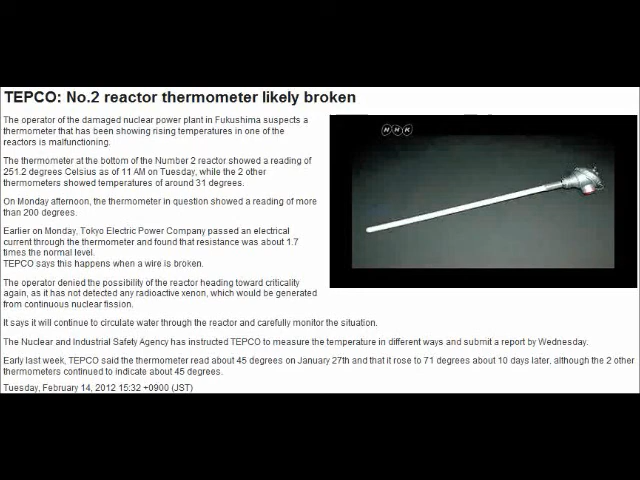 TEPCO: No.2 reactor thermometer likely broken
The operator of the damaged nuclear power plant in Fukushima suspects a
thermometer that has been showing rising temperatures in one of the
reactors is malfunctioning.
NHK
The thermometer at the bottom of the Number 2 reactor showed a reading of
251.2 degrees Celsius as of 11 AM on Tuesday, while the 2 other
thermometers showed temperatures of around 31 degrees.
On Monday afternoon, the thermometer in question showed a reading of more
than 200 degrees.
Earlier on Monday, Tokyo Electric Power Company passed an electrical
current through the thermometer and found that resistance was about 1.7
times the normal level.
TEPCO says this happens when a wire is broken.
The operator denied the possibility of the reactor heading toward criticality
again, as it has not detected any radioactive xenon, which would be generated
from continuous nuclear fission.
It says it will continue to circulate water through the reactor and carefully monitor the situation.
The Nuclear and Industrial Safety Agency has instructed TEPCO to measure the temperature in different ways and submit a report by Wednesday.
Early last week, TEPCO said the thermometer read about 45 degrees on January 27th and that it rose to 71 degrees about 10 days later, although the 2 other
thermometers continued to indicate about 45 degrees.
Tuesday, February 14, 2012 15:32 +0900 (JST)